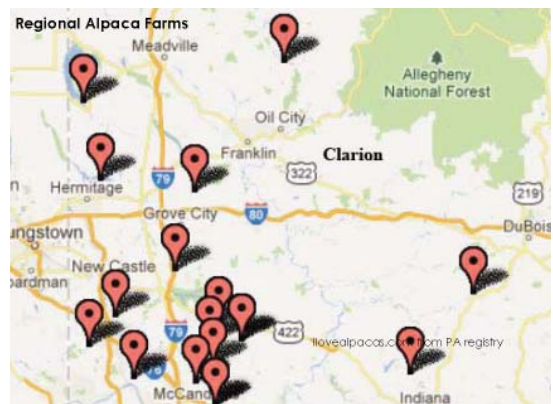 Regional Alpaca Farms
Meadville
Allegheny
National Forest
Oil City
Franklin
Clarion
322
79
Hermitage
219
Grove City
80
DuBois
ungstown
New Castle
oardman
79
422
ilovealpacas.com from PA registry
76
McCand
Indiana